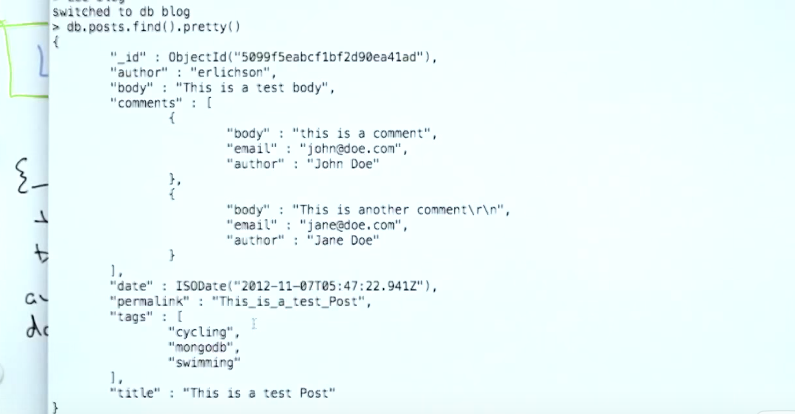 switched to db blog
> db.posts.find().pretty()
{
"_id" : ObjectId("5099f5eabcf1bf2d90ea41ad"),
"author" : "erlichson",
"body" : "This is a test body",
"comments" : [
{
"body" : "this is a comment",
"email" : "john@doe.com",
"author" : "John Doe"
},
{
"body" : "This is another comment\r\n",
"email" : "jane@doe.com",
"author" : "Jane Doe"
}
],
"date" : ISODate("2012-11-07T05:47:22.941Z"),
"permalink" : "This_is_a_test_Post",
"tags" : [
"cycling",
"mongodb",
"swimming"
],
"title" : "This is a test Post"
}